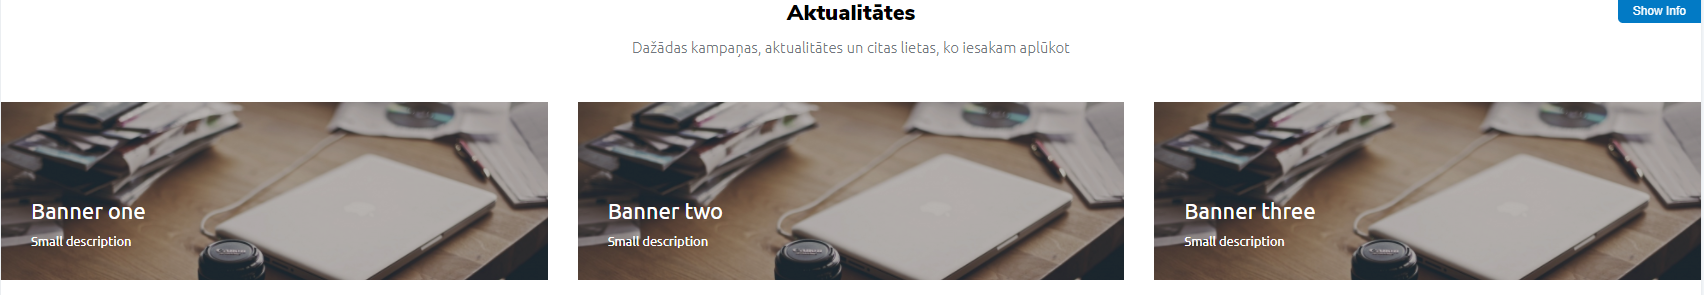 Aktualitātes
Show Info
Dažādas kampaņas, aktualitātes un citas lietas, ko iesakam aplūkot
Banner one
Small description
Banner two
Small description
Banner three
Small description